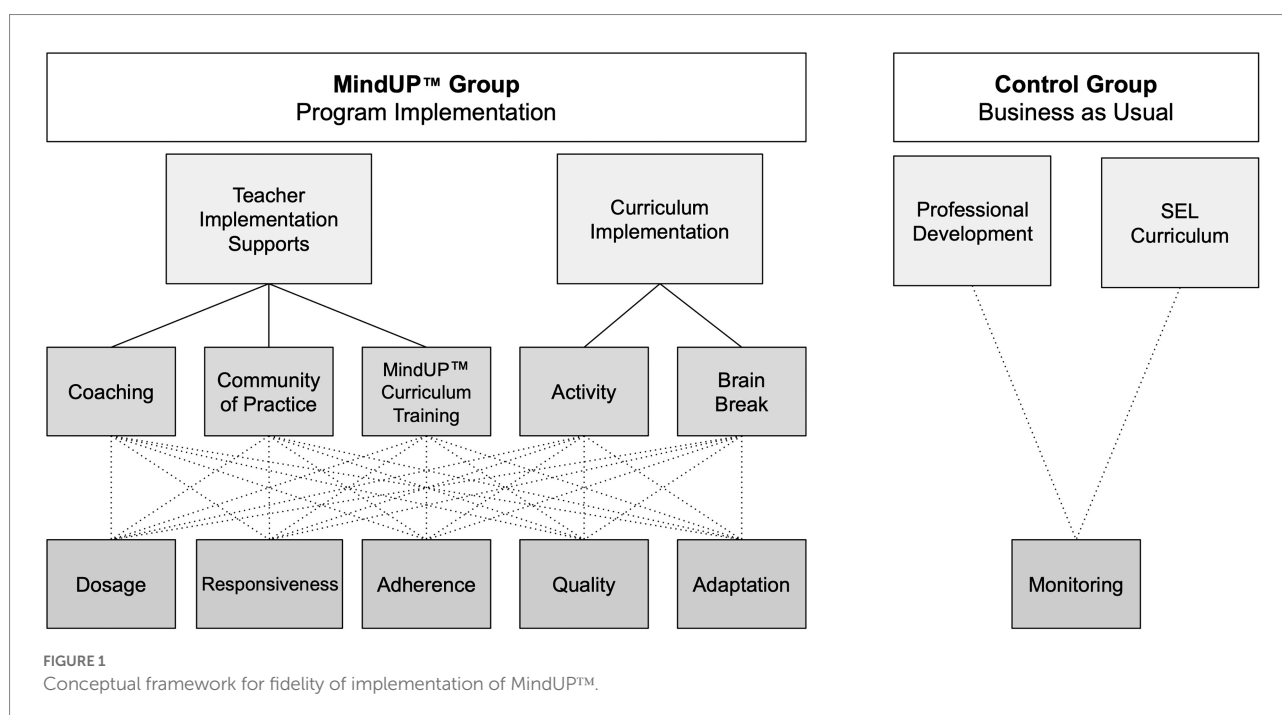 MindUP™ Group
Program Implementation
Control Group
Business as Usual
Teacher
Implementation
Supports
Curriculum
Implementation
Professional
Development
SEL
Curriculum
Coaching
Community
of Practice
MindUP™
Curriculum
Training
Activity
Brain
Break
Dosage
Responsiveness
Adherence
Quality
Adaptation
Monitoring
FIGURE 1
Conceptual framework for fidelity of implementation of MindUP™.